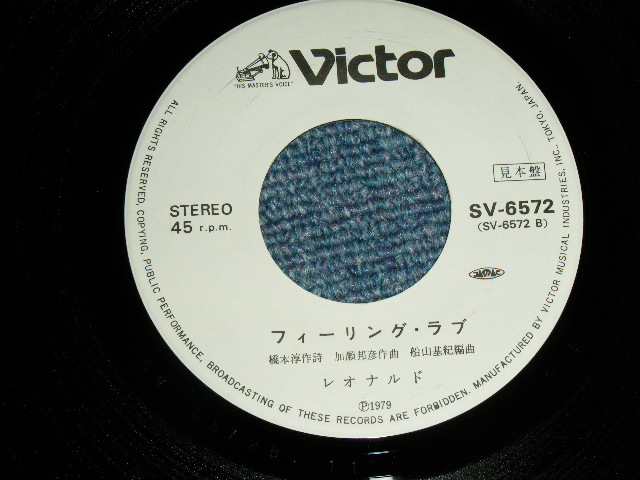 "HIS MASTER'S VOICE"
Victor
見本盤
STEREO
45 r.p.m.
SV-6572
(SV-6572 B)
JASRAC
フィーリング・ラブ
橋本淳作詩 加瀬邦彦作曲 船山基紀編曲
レオナルド
Ⓟ1979
ALL RIGHTS RESERVED, COPYING, PUBLIC PERFORMANCE, BROADCASTING OF THESE RECORDS ARE FORBIDDEN. MANUFACTURED BY VICTOR MUSICAL INDUSTRIES, INC., TOKYO, JAPAN.